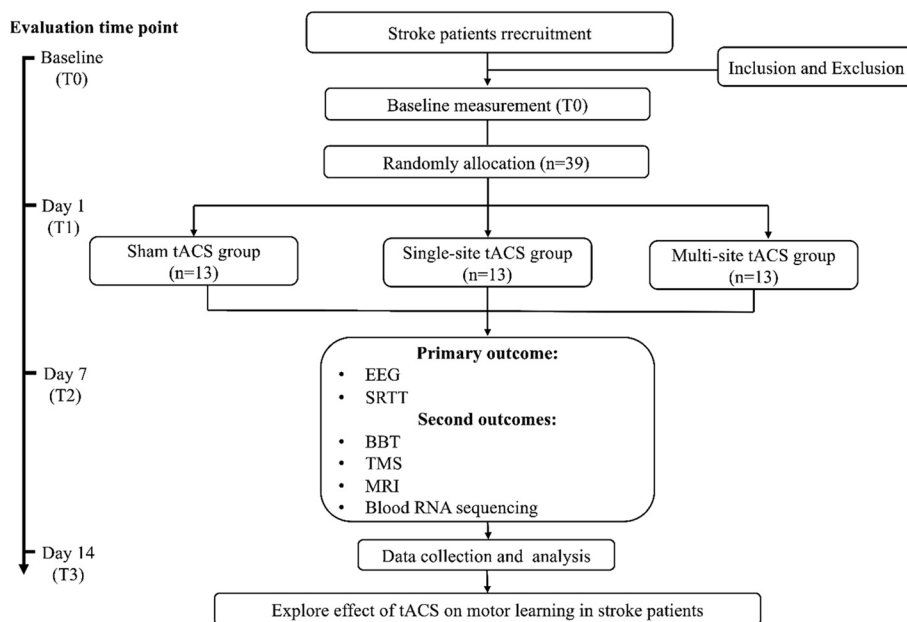 Evaluation time point
Baseline
(T0)
Day 1
(T1)
Day 7
(T2)
Day 14
(T3)
Stroke patients rrecruitment
Inclusion and Exclusion
Baseline measurement (T0)
Randomly allocation (n=39)
Sham tACS group
(n=13)
Single-site tACS group
(n=13)
Multi-site tACS group
(n=13)
Primary outcome:
• EEG
• SRTT
Second outcomes:
• BBT
• TMS
• MRI
• Blood RNA sequencing
Data collection and analysis
Explore effect of tACS on motor learning in stroke patients